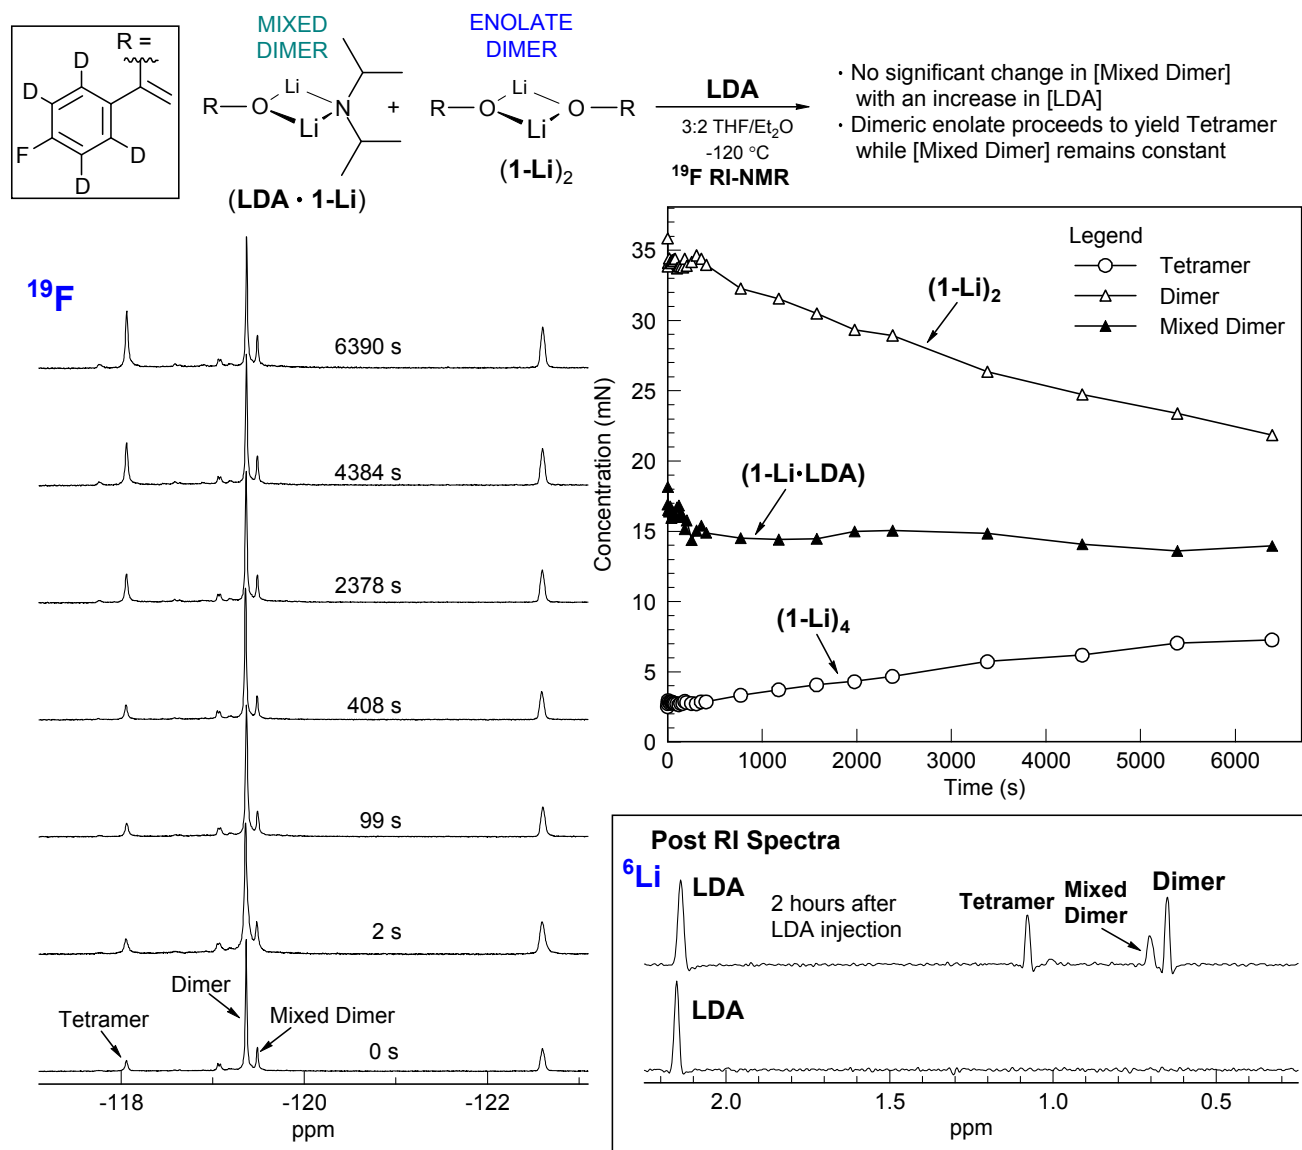 R =
D
D
D
D
F
MIXED
DIMER
R
O
Li
Li
N
(LDA · 1-Li)
+
ENOLATE
DIMER
R
O
Li
Li
O
R
(1-Li)2
LDA
3:2 THF/Et2O
-120 °C
19F RI-NMR
· No significant change in [Mixed Dimer]
with an increase in [LDA]
· Dimeric enolate proceeds to yield Tetramer
while [Mixed Dimer] remains constant
19F
6390 s
4384 s
2378 s
408 s
99 s
2 s
0 s
Dimer
Tetramer
Mixed Dimer
-118
-120
-122
ppm
Legend
Tetramer
Dimer
Mixed Dimer
(1-Li)2
(1-Li·LDA)
(1-Li)4
Concentration (mN)
35
30
25
20
15
10
5
0
0
1000
2000
3000
4000
5000
6000
Time (s)
Post RI Spectra
6Li
LDA
2 hours after
LDA injection
Tetramer
Mixed
Dimer
Dimer
LDA
2.0
1.5
1.0
0.5
ppm